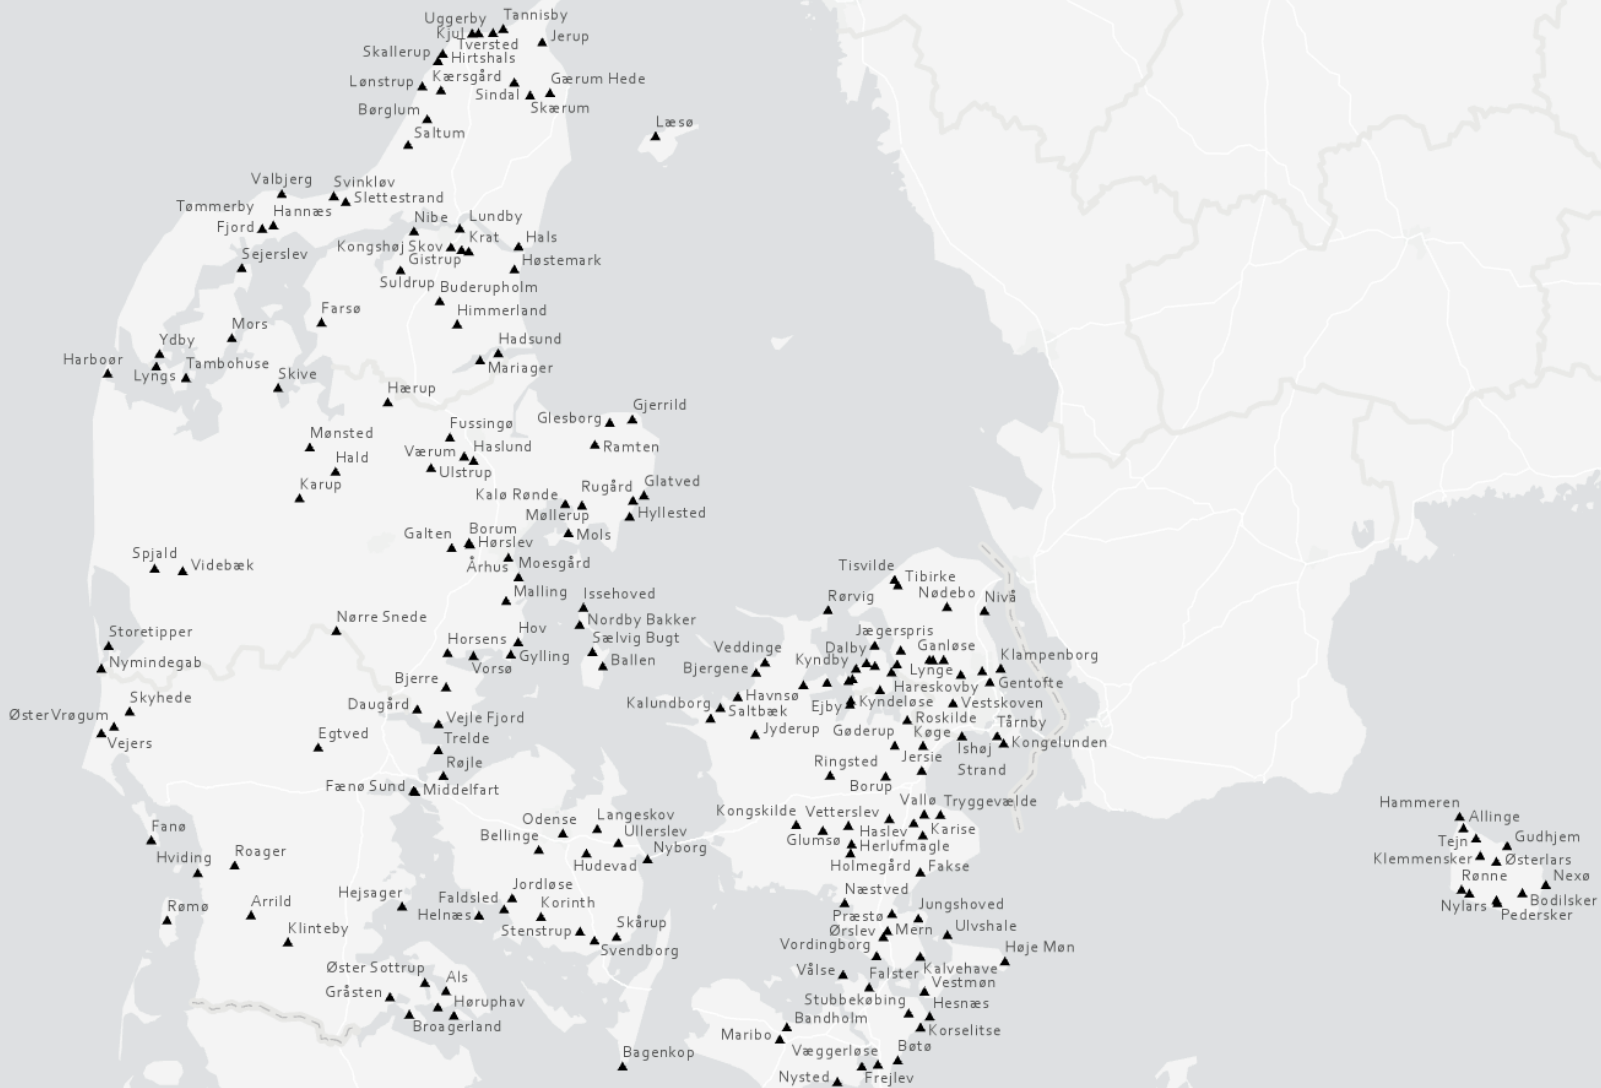 Tannisby
Uggerby
Kjul
Jerup
Tversted
Skallerup
Hirtshals
Kærsgård
Gærum Hede
Lønstrup
Sindal
Skærum
Børglum
Læsø
Saltum
Valbjerg
Svinkløv
Slettestrand
Tømmerby
Fjord
Hannæs
Nibe
Lundby
Krat
Hals
Kongshøj Skov
Gistrup
Sejerslev
Høstemark
Suldrup
Buderupholm
Farsø
Himmerland
Mors
Hadsund
Ydby
Harboør
Tambohuse
Lyngs
Mariager
Skive
Hærup
Gjerrild
Glesborg
Fussingø
Mønsted
Haslund
Ramten
Værum
Hald
Ulstrup
Karup
Rugård
Glatved
Kalø Rønde
Møllerup
Hyllested
Borum
Galten
Mols
Hørslev
Spjald
Videbæk
Århus
Moesgård
Tisvilde
Tibirke
Malling
Issehoved
Nødebo
Rørvig
Nivå
Nørre Snede
Nordby Bakker
Hov
Jægerspris
Storetipper
Horsens
Sælvig Bugt
Veddinge
Dalby
Ganløse
Gylling
Klampenborg
Nymindegab
Vorsø
Ballen
Bjergene
Kyndby
Lynge
Bjerre
Hareskovby
Gentofte
Skyhede
Havnsø
Daugård
Kalundborg
Saltbæk
Ejby
Kyndeløse
Vestskoven
Øster Vrøgum
Vejle Fjord
Roskilde
Tårnby
Egtved
Jyderup
Gøderup
Køge
Vejers
Trelde
Ishøj
Strand
Kongelunden
Røjle
Ringsted
Jersie
Fænø Sund
Middelfart
Borup
Vallø
Tryggevælde
Hammeren
Kongskilde
Vetterslev
Langeskov
Odense
Allinge
Fanø
Bellinge
Ullerslev
Glumsø
Haslev
Karise
Tejn
Gudhjem
Nyborg
Herlufmagle
Hviding
Roager
Hudevad
Holmegård
Fakse
Klemmensker
Østerlars
Rønne
Nexø
Hejsager
Jordløse
Næstved
Faldsled
Korinth
Jungshoved
Nylars
Bodilsker
Arrild
Rømø
Helnæs
Præstø
Pedersker
Klinteby
Stenstrup
Skårup
Ørslev
Mern
Ulvshale
Svendborg
Vordingborg
Høje Møn
Øster Sottrup
Als
Vålse
Falster
Kalvehave
Gråsten
Høruphav
Vestmøn
Stubbekøbing
Hesnæs
Broagerland
Bandholm
Korselitse
Maribo
Bagenkop
Væggerløse
Bøtø
Nysted
Frejlev